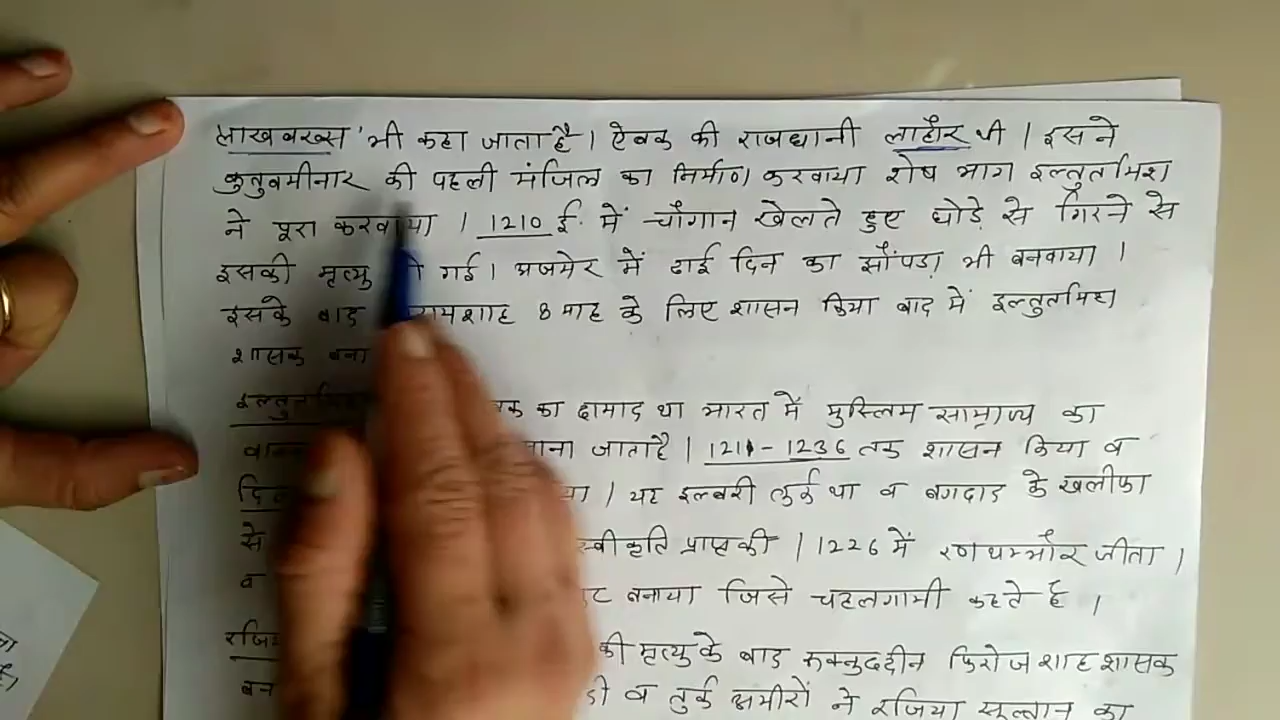 लाखबख्स' भी कहा जाता है। ऐबक की राजधानी लाहौर थी। इसने
कुतुबमीनार की पहली मंजिल का निर्माण करवाया शेष भाग इल्तुतमिश
ने पूरा करवाया। 1210 ई. में चौगान खेलते हुए घोड़े से गिरने से
इसकी मृत्यु गई। अजमेर में ढाई दिन का झौंपडा़ भी बनवाया।
इसके बाद 8 माह के लिए शासन किया बाद में इल्तुतमिश
शासक बना
का दामाद था भारत में मुस्लिम साम्राज्य का
माना जाता है। 1211-1236 तक शासन किया व
यह इल्बरी तुर्क था व बगदाद के खलीफा
से स्वीकृति प्राप्त की। 1226 में रणथम्भौर जीता।
व बनाया जिसे चहलगामी कहते है।
की मृत्यु के बाद रुक्नुद्दीन फिरोजशाह शासक
बन व तुर्क अमीरों ने रजिया सुल्तान का